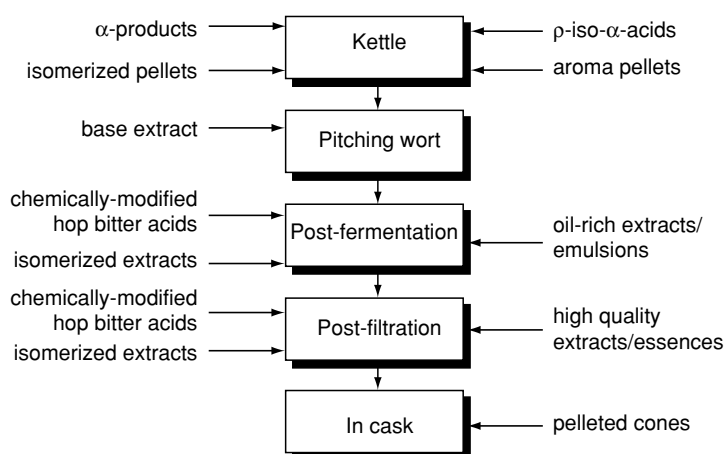 α-products
Kettle
ρ-iso-α-acids
isomerized pellets
aroma pellets
base extract
Pitching wort
chemically-modified
hop bitter acids
Post-fermentation
oil-rich extracts/
emulsions
isomerized extracts
chemically-modified
hop bitter acids
Post-filtration
high quality
extracts/essences
isomerized extracts
In cask
pelleted cones